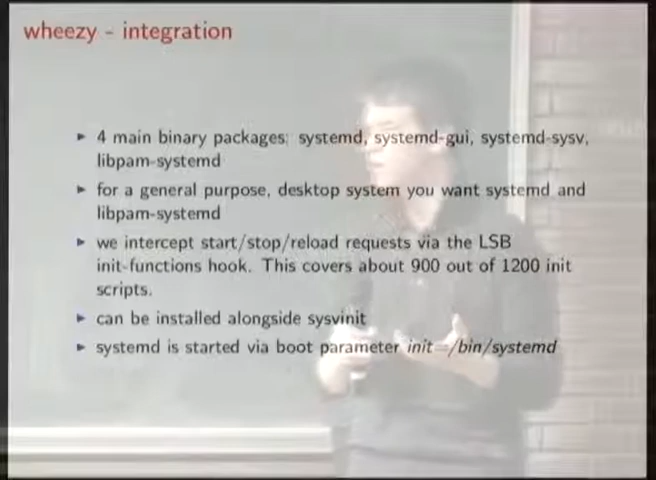 wheezy - integration
► 4 main binary packages: systemd, systemd-gui, systemd-sysv,
libpam-systemd
► for a general purpose, desktop system you want systemd and
libpam-systemd
► we intercept start/stop/reload requests via the LSB
init-functions hook. This covers about 900 out of 1200 init
scripts.
► can be installed alongside sysvinit
► systemd is started via boot parameter init=/bin/systemd